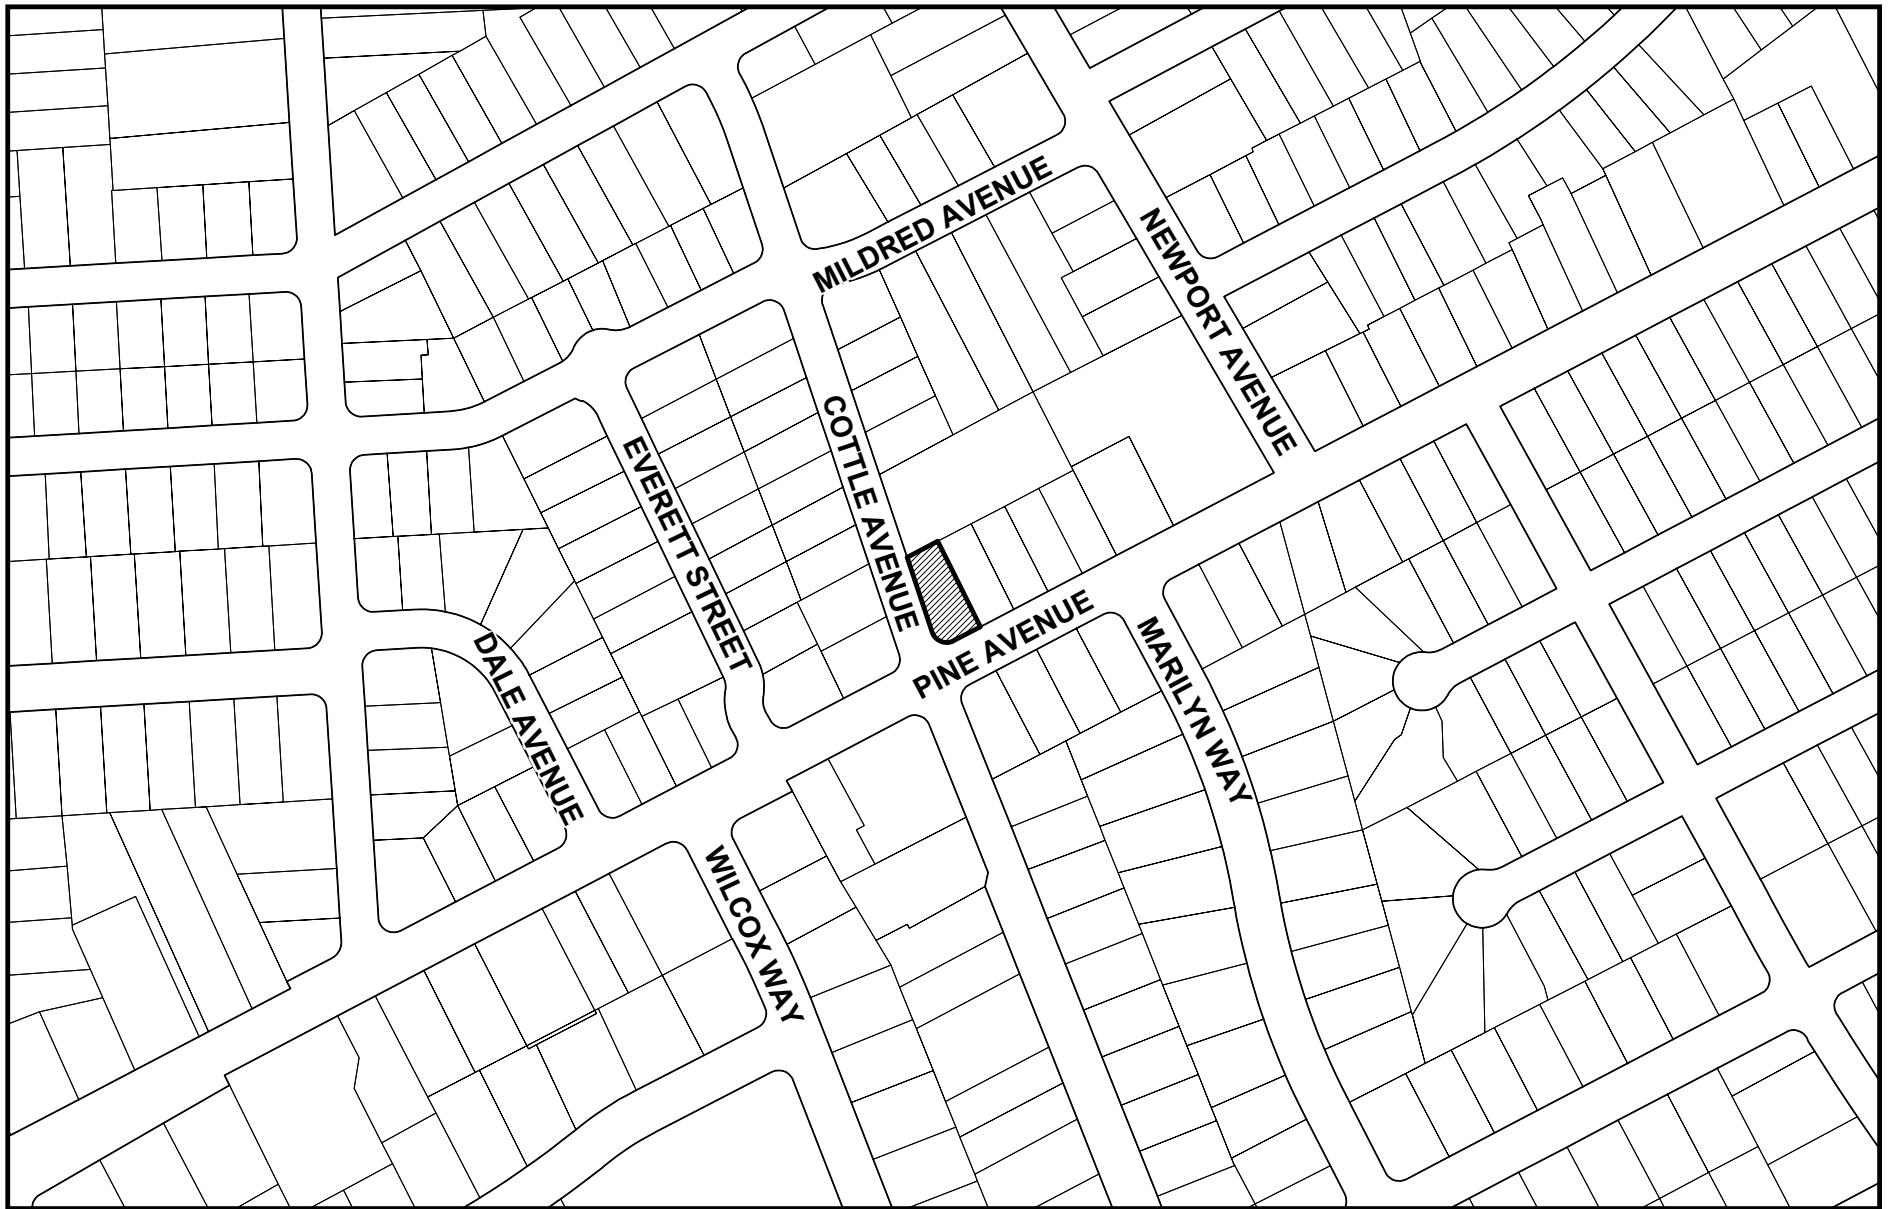 MILDRED AVENUE
NEWPORT AVENUE
COTTLE AVENUE
EVERETT STREET
PINE AVENUE
MARILYN WAY
DALE AVENUE
WILCOX WAY